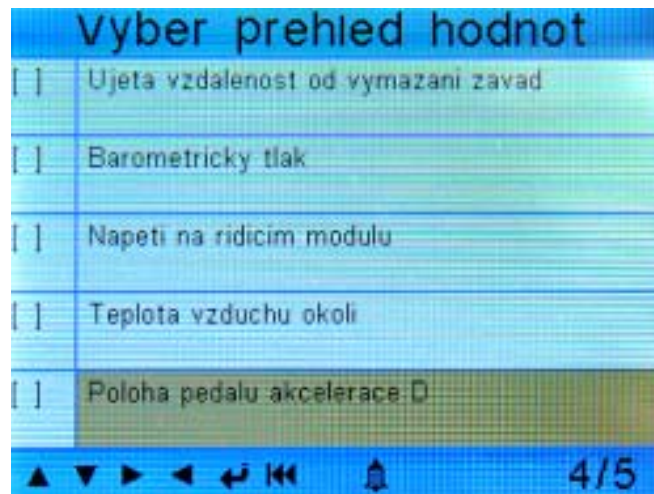 Vyber prehled hodnot
[ ] Ujeta vzdalenost od vymazani zavad
[ ] Barometricky tlak
[ ] Napeti na ridicim modulu
[ ] Teplota vzduchu okoli
[ ] Poloha pedalu akcelerace D
4/5